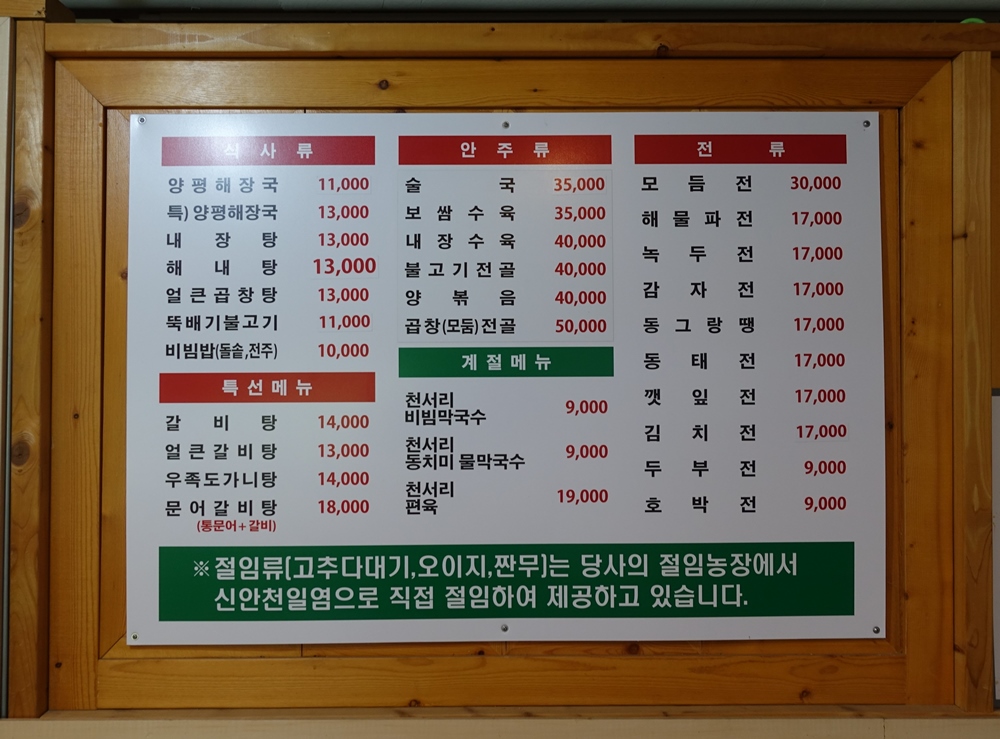 식사류
양평해장국 11,000
특)양평해장국 13,000
내장탕 13,000
해내탕 13,000
얼큰곱창탕 13,000
뚝배기불고기 11,000
비빔밥(돌솥,전주) 10,000
특선메뉴
갈비탕 14,000
얼큰갈비탕 13,000
우족도가니탕 14,000
문어갈비탕 18,000
(통문어+갈비)
안주류
술국 35,000
보쌈수육 35,000
내장수육 40,000
불고기전골 40,000
양볶음 40,000
곱창(모둠)전골 50,000
계절메뉴
천서리
비빔막국수 9,000
천서리
동치미 물막국수 9,000
천서리
편육 19,000
전류
모듬전 30,000
해물파전 17,000
녹두전 17,000
감자전 17,000
동그랑땡 17,000
동태전 17,000
깻잎전 17,000
김치전 17,000
두부전 9,000
호박전 9,000
※절임류(고추다대기,오이지,짠무)는 당사의 절임농장에서
신안천일염으로 직접 절임하여 제공하고 있습니다.